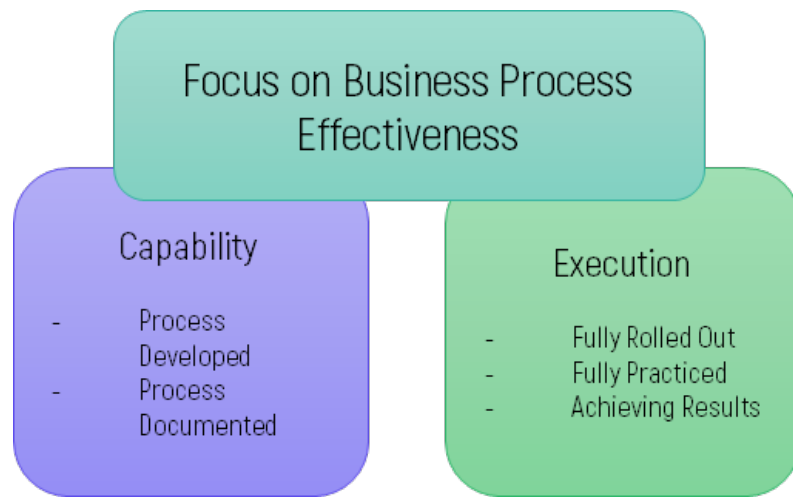 Focus on Business Process
Effectiveness
Capability
- Process
Developed
- Process
Documented
Execution
- Fully Rolled Out
- Fully Practiced
- Achieving Results